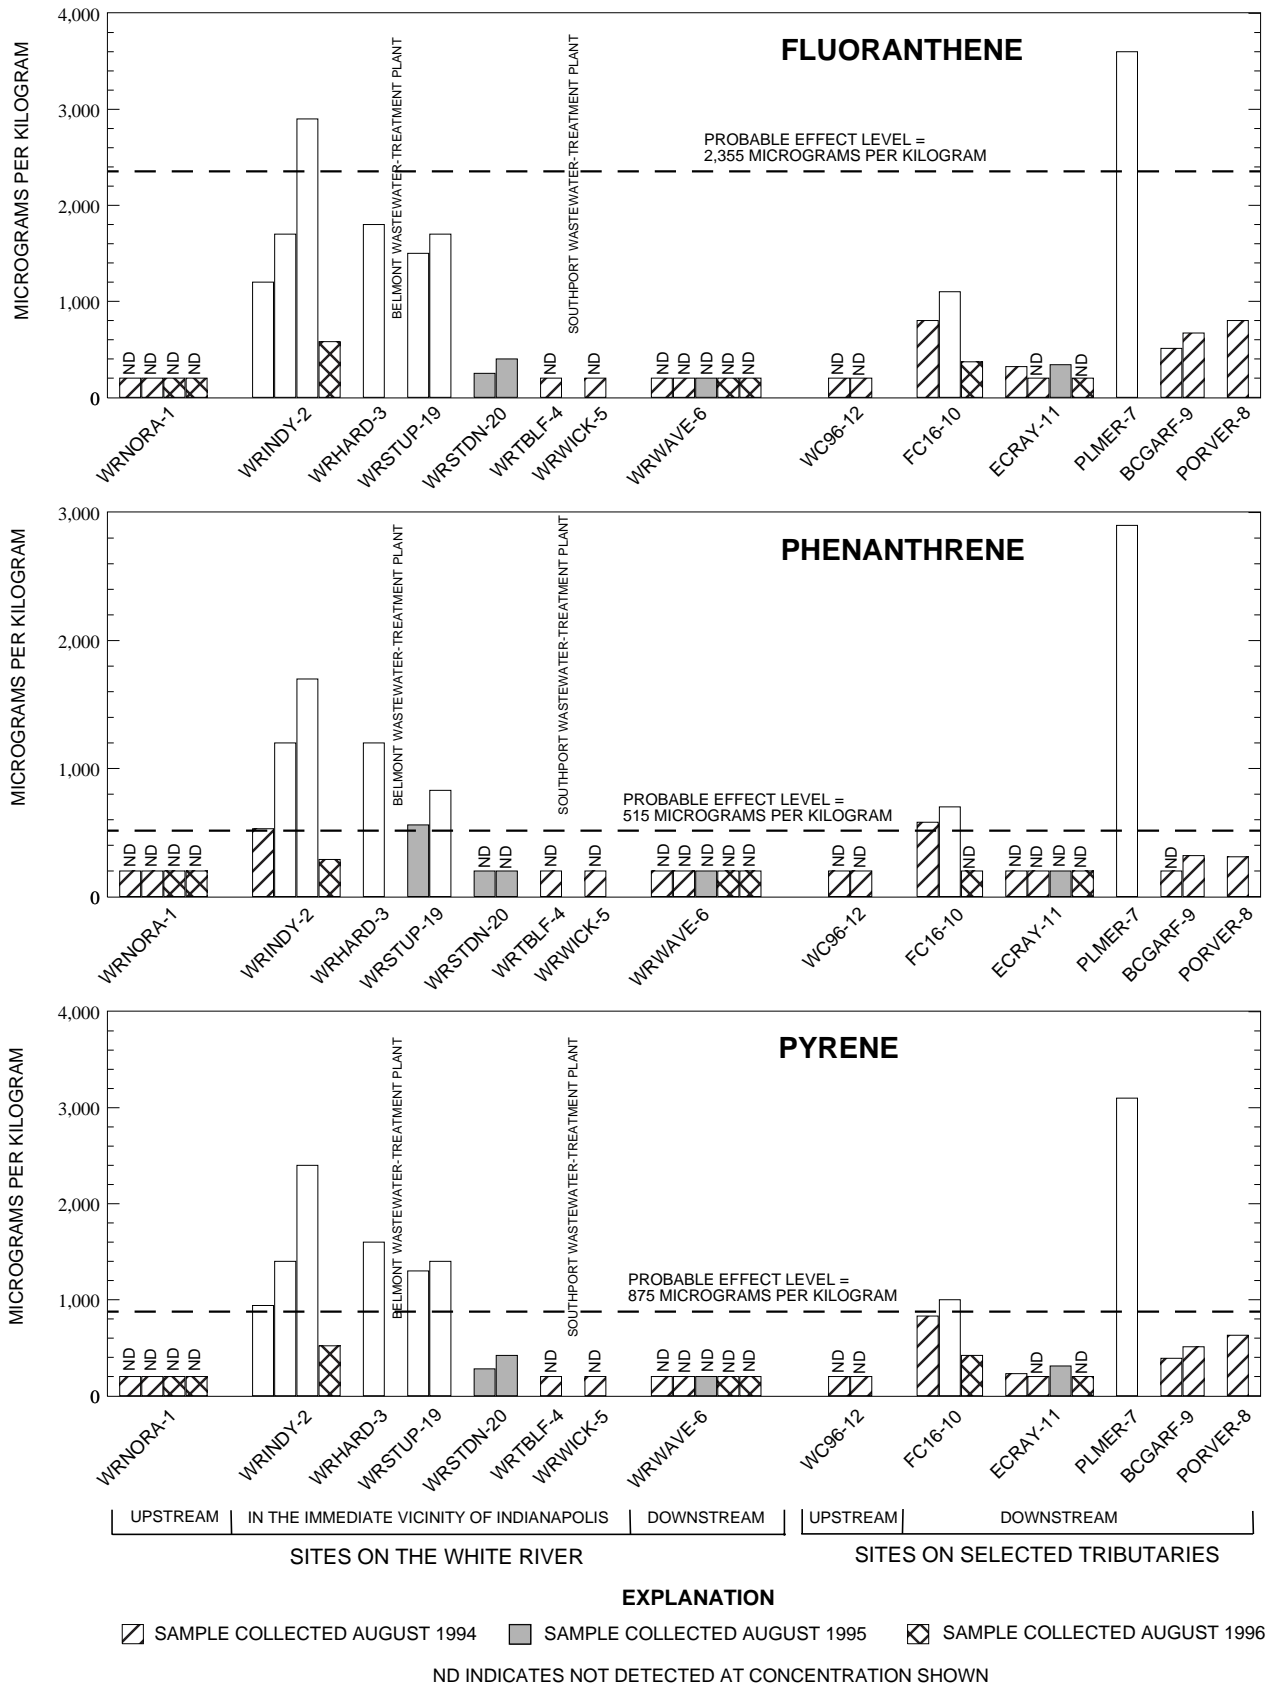 FLUORANTHENE
MICROGRAMS PER KILOGRAM
4,000
3,000
2,000
1,000
0
BELMONT WASTEWATER-TREATMENT PLANT
SOUTHPORT WASTEWATER-TREATMENT PLANT
PROBABLE EFFECT LEVEL =
2,355 MICROGRAMS PER KILOGRAM
ND ND ND ND ND ND ND ND ND ND ND ND ND ND ND
WRNORA-1
WRINDY-2
WRHARD-3
WRSTUP-19
WRSTDN-20
WRTBLF-4
WRWICK-5
WRWAVE-6
WC96-12
FC16-10
ECRAY-11
PLMER-7
BCGARF-9
PORVER-8
PHENANTHRENE
MICROGRAMS PER KILOGRAM
3,000
2,000
1,000
0
BELMONT WASTEWATER-TREATMENT PLANT
SOUTHPORT WASTEWATER-TREATMENT PLANT
PROBABLE EFFECT LEVEL =
515 MICROGRAMS PER KILOGRAM
ND ND ND ND ND ND ND ND ND ND ND ND ND ND ND ND ND ND ND ND ND
WRNORA-1
WRINDY-2
WRHARD-3
WRSTUP-19
WRSTDN-20
WRTBLF-4
WRWICK-5
WRWAVE-6
WC96-12
FC16-10
ECRAY-11
PLMER-7
BCGARF-9
PORVER-8
PYRENE
MICROGRAMS PER KILOGRAM
4,000
3,000
2,000
1,000
0
BELMONT WASTEWATER-TREATMENT PLANT
SOUTHPORT WASTEWATER-TREATMENT PLANT
PROBABLE EFFECT LEVEL =
875 MICROGRAMS PER KILOGRAM
ND ND ND ND ND ND ND ND ND ND ND ND ND ND ND
WRNORA-1
WRINDY-2
WRHARD-3
WRSTUP-19
WRSTDN-20
WRTBLF-4
WRWICK-5
WRWAVE-6
WC96-12
FC16-10
ECRAY-11
PLMER-7
BCGARF-9
PORVER-8
UPSTREAM IN THE IMMEDIATE VICINITY OF INDIANAPOLIS DOWNSTREAM UPSTREAM DOWNSTREAM
SITES ON THE WHITE RIVER SITES ON SELECTED TRIBUTARIES
EXPLANATION
SAMPLE COLLECTED AUGUST 1994 SAMPLE COLLECTED AUGUST 1995 SAMPLE COLLECTED AUGUST 1996
ND INDICATES NOT DETECTED AT CONCENTRATION SHOWN